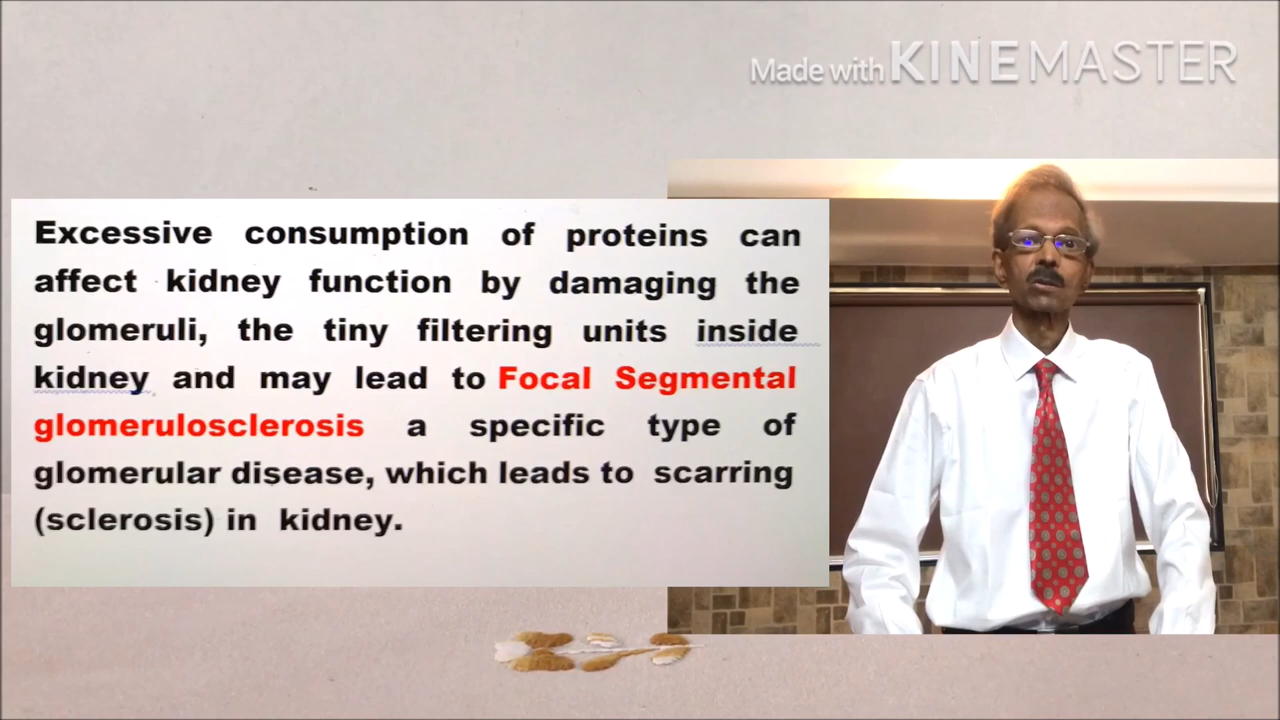 Made with KINEMASTER
Excessive consumption of proteins can
affect kidney function by damaging the
glomeruli, the tiny filtering units inside
kidney and may lead to Focal Segmental
glomerulosclerosis a specific type of
glomerular disease, which leads to scarring
(sclerosis) in kidney.